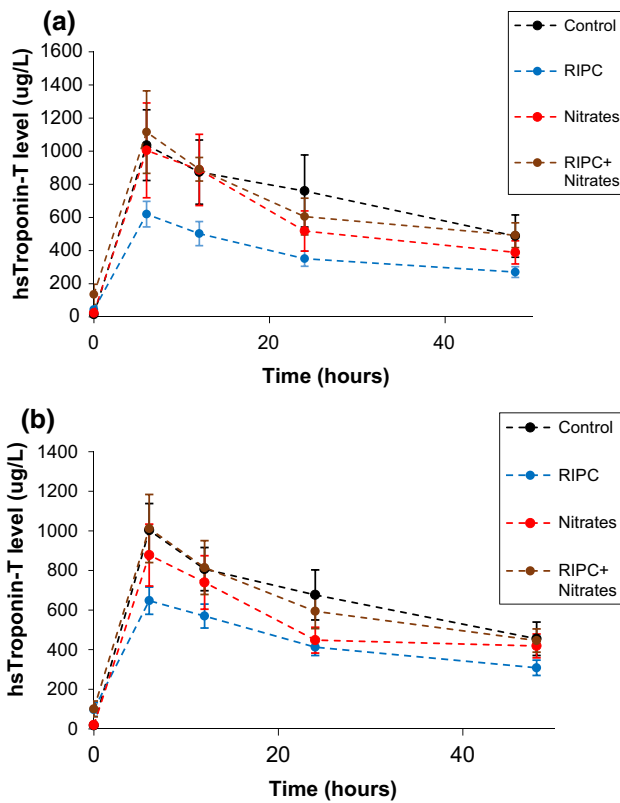 (a)
hsTroponin-T level (ug/L)
1600
1400
1200
1000
800
600
400
200
0
0
20
40
Time (hours)
Control
RIPC
Nitrates
RIPC+
Nitrates
(b)
hsTroponin-T level (ug/L)
1400
1200
1000
800
600
400
200
0
0
20
40
Time (hours)
Control
RIPC
Nitrates
RIPC+
Nitrates